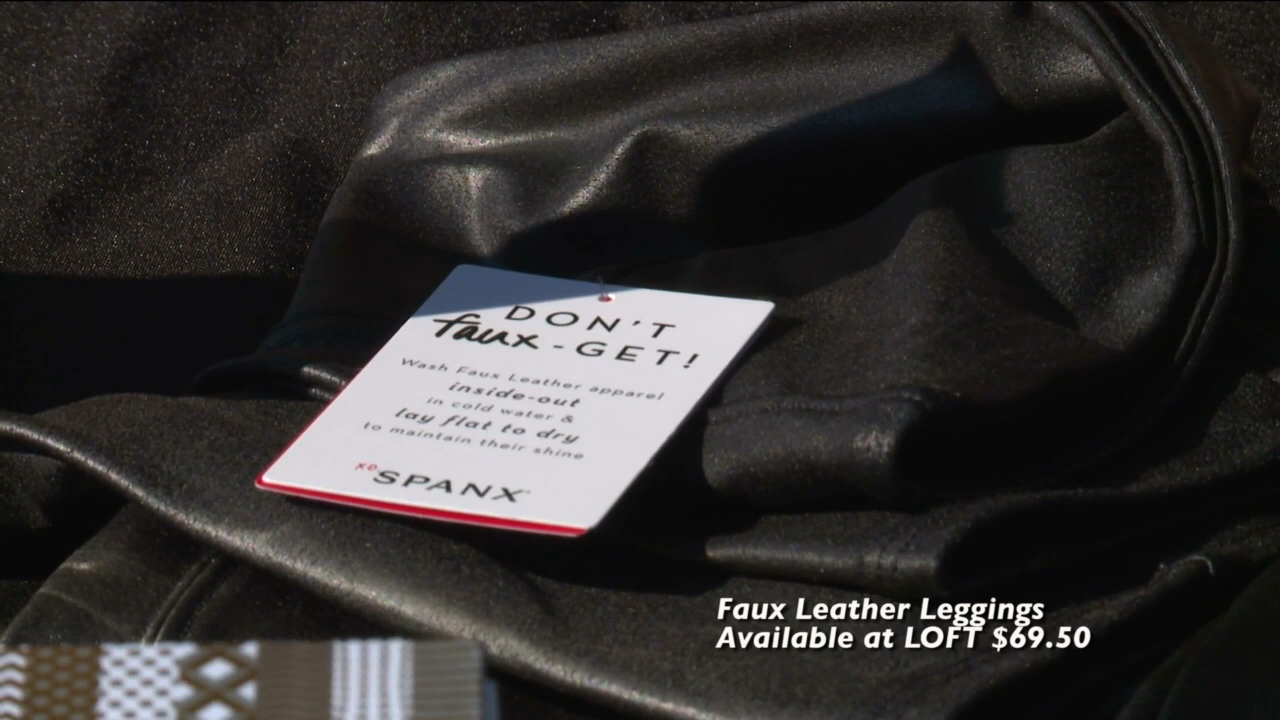 DON'T
faux-GET!
Wash Faux Leather apparel
inside-out
in cold water &
lay flat to dry
to maintain their shine
xo SPANX
Faux Leather Leggings
Available at LOFT $69.50